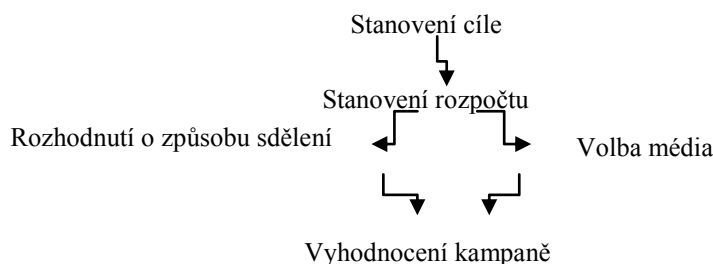 Stanovení cíle
Stanovení rozpočtu
Rozhodnutí o způsobu sdělení
Volba média
Vyhodnocení kampaně